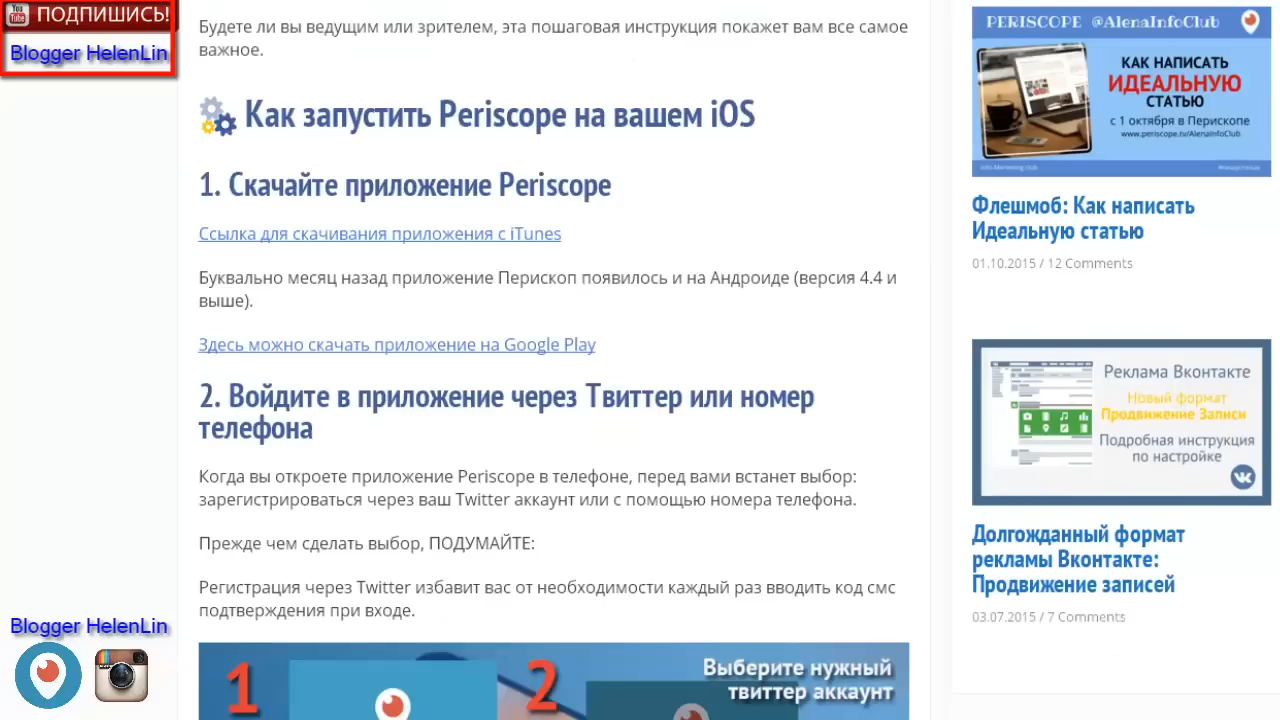 You Tube
ПОДПИШИСЬ!
Blogger HelenLin
Будете ли вы ведущим или зрителем, эта пошаговая инструкция покажет вам все самое
важное.
Как запустить Periscope на вашем iOS
1. Скачайте приложение Periscope
Ссылка для скачивания приложения с iTunes
Буквально месяц назад приложение Перископ появилось и на Андроиде (версия 4.4 и
выше).
Здесь можно скачать приложение на Google Play
2. Войдите в приложение через Твиттер или номер
телефона
Когда вы откроете приложение Periscope в телефоне, перед вами встанет выбор:
зарегистрироваться через ваш Twitter аккаунт или с помощью номера телефона.
Прежде чем сделать выбор, ПОДУМАЙТЕ:
Регистрация через Twitter избавит вас от необходимости каждый раз вводить код смс
подтверждения при входе.
1
2
Выберите нужный
твиттер аккаунт
PERISCOPE @AlenaInfoClub
КАК НАПИСАТЬ
ИДЕАЛЬНУЮ
СТАТЬЮ
с 1 октября в Перископе
www.periscope.tv/AlenaInfoClub
Флешмоб: Как написать
Идеальную статью
01.10.2015 / 12 Comments
Реклама Вконтакте
Новый формат
Продвижение Записи
Подробная инструкция
по настройке
Долгожданный формат
рекламы Вконтакте:
Продвижение записей
03.07.2015 / 7 Comments
Blogger HelenLin